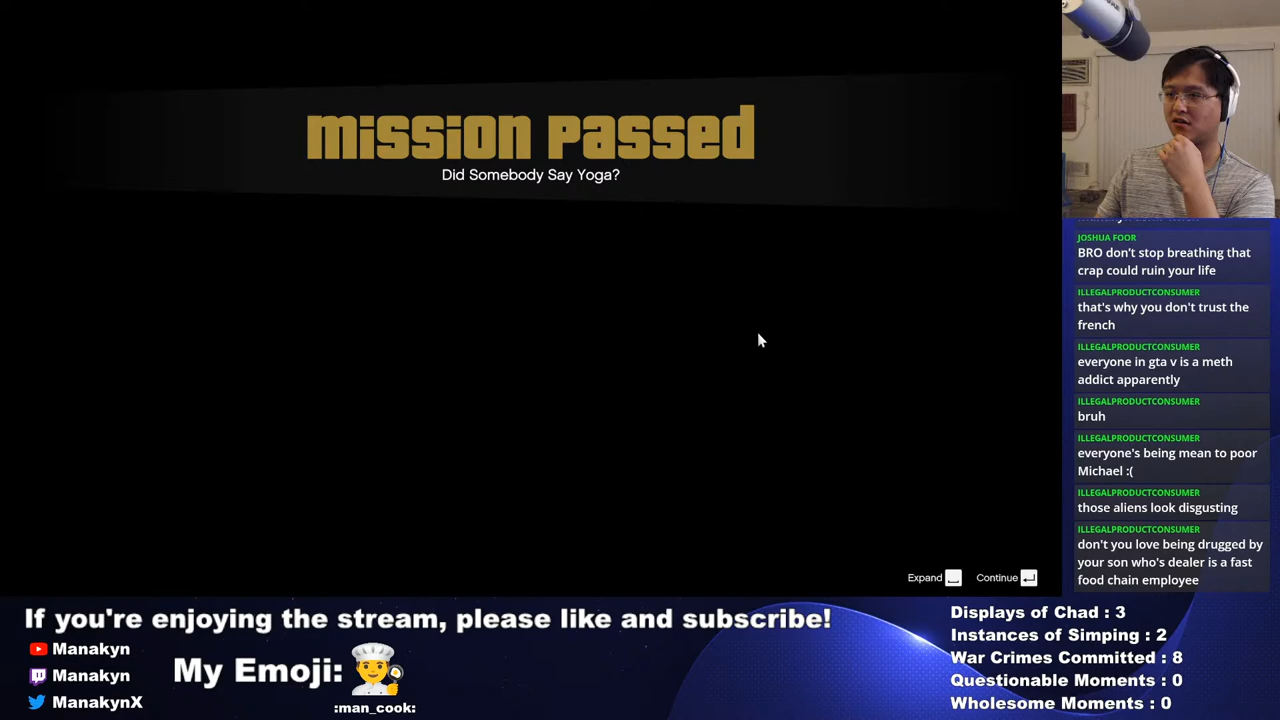 mission passed
Did Somebody Say Yoga?
Expand
Continue
JOSHUA FOOR
BRO don't stop breathing that
crap could ruin your life
ILLEGALPRODUCTCONSUMER
that's why you don't trust the
french
ILLEGALPRODUCTCONSUMER
everyone in gta v is a meth
addict apparently
ILLEGALPRODUCTCONSUMER
bruh
ILLEGALPRODUCTCONSUMER
everyone's being mean to poor
Michael :(
ILLEGALPRODUCTCONSUMER
those aliens look disgusting
ILLEGALPRODUCTCONSUMER
don't you love being drugged by
your son who's dealer is a fast
food chain employee
If you're enjoying the stream, please like and subscribe!
Manakyn
Manakyn
ManakynX
My Emoji:
:man_cook:
Displays of Chad : 3
Instances of Simping : 2
War Crimes Committed : 8
Questionable Moments : 0
Wholesome Moments : 0